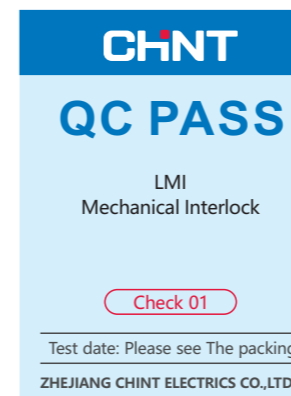 CHNT
QC PASS
LMI
Mechanical Interlock
Check 01
Test date: Please see The packing
ZHEJIANG CHINT ELECTRICS CO.,LTD